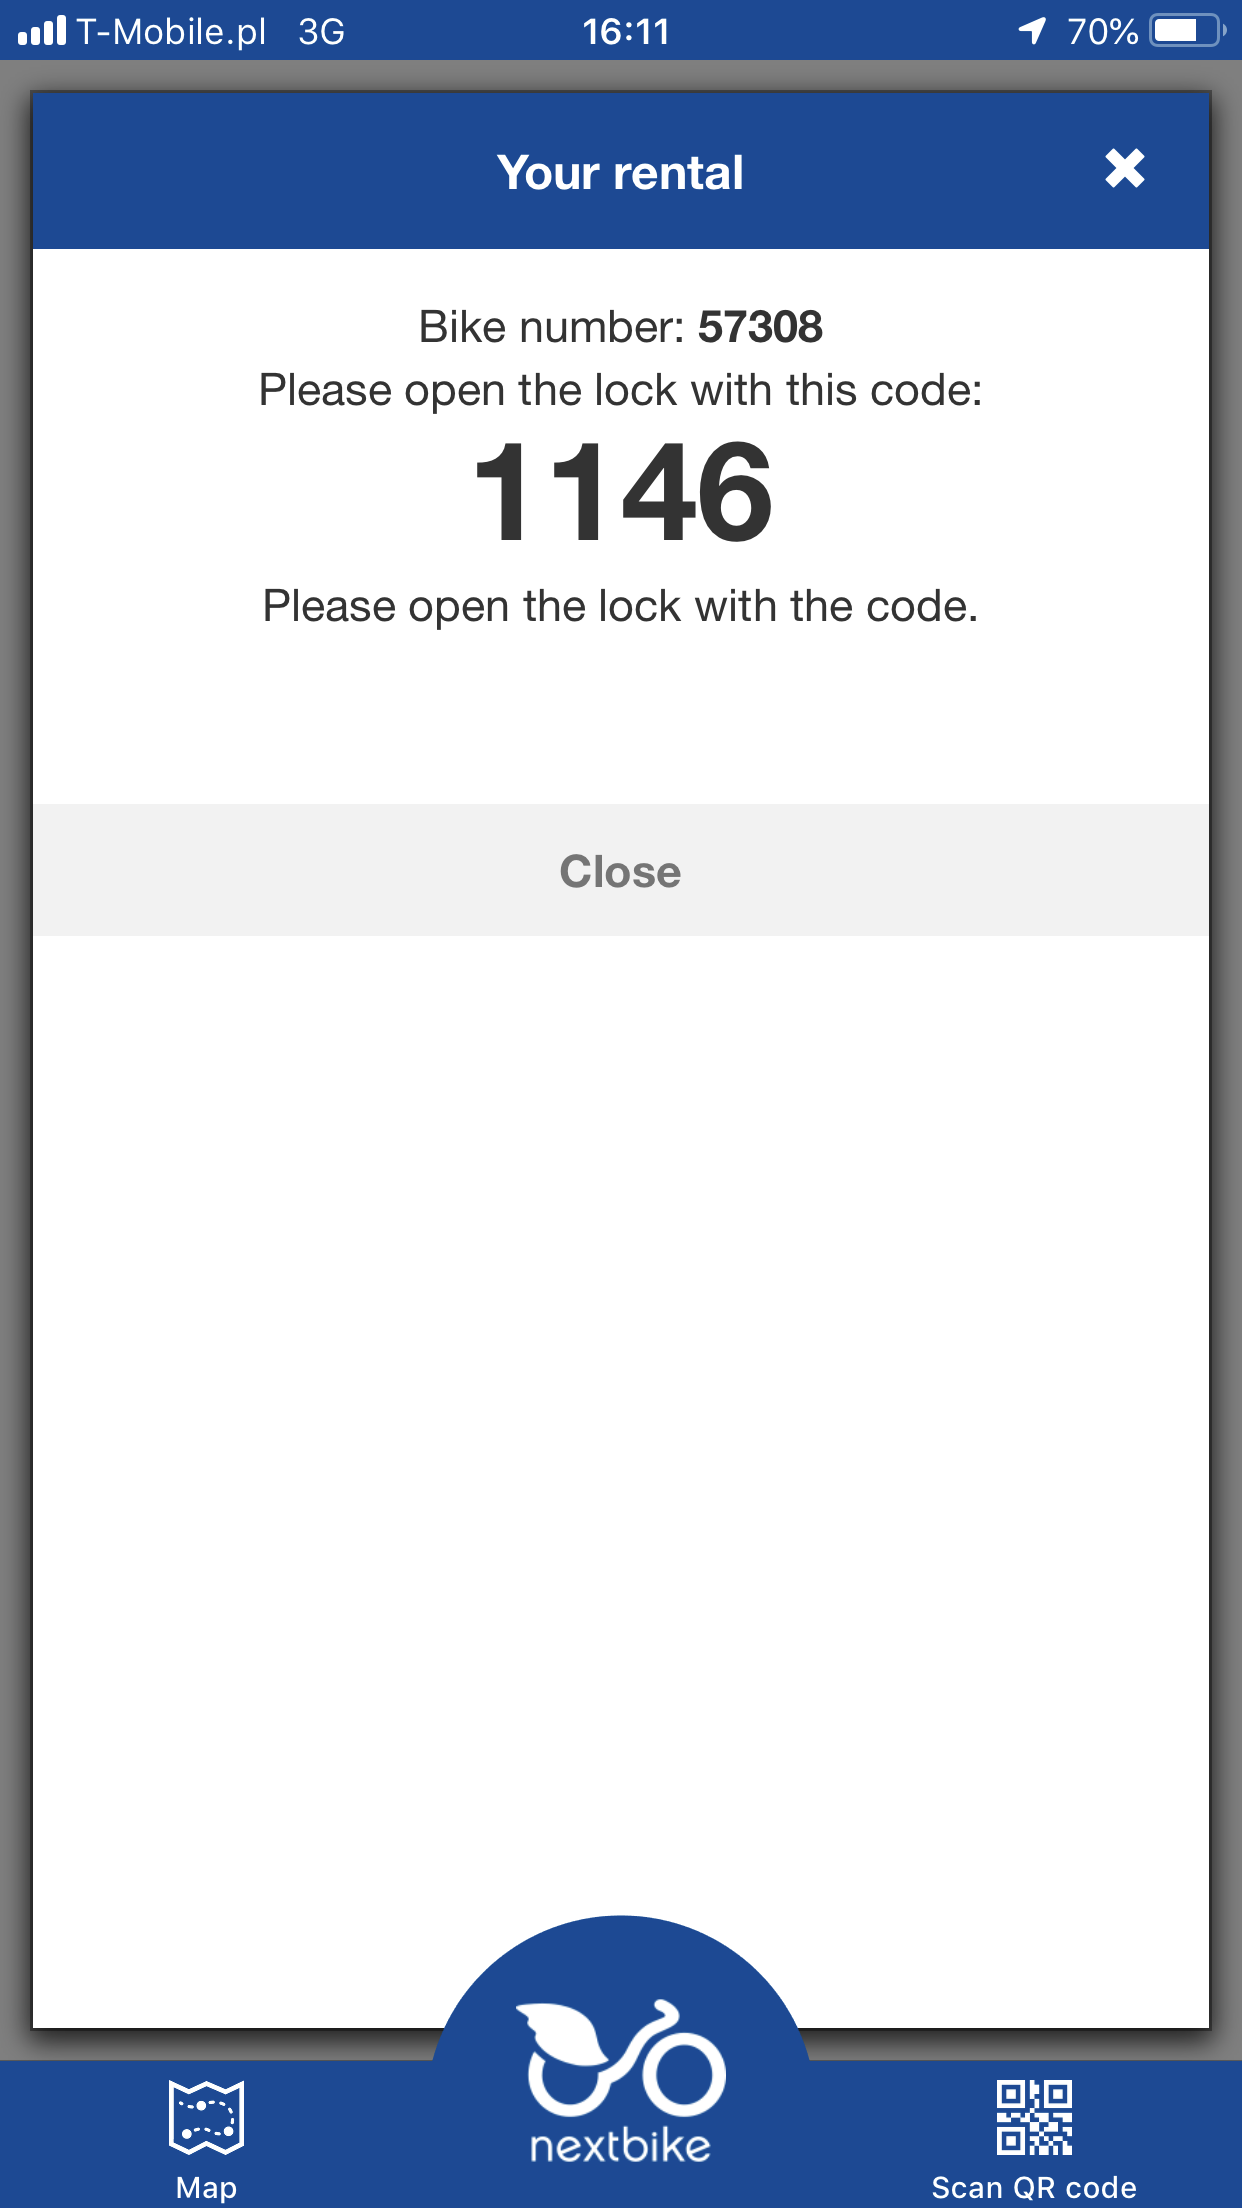 T-Mobile.pl 3G 16:11 70%
Your rental
Bike number: 57308
Please open the lock with this code:
1146
Please open the lock with the code.
Close
nextbike
Map
Scan QR code